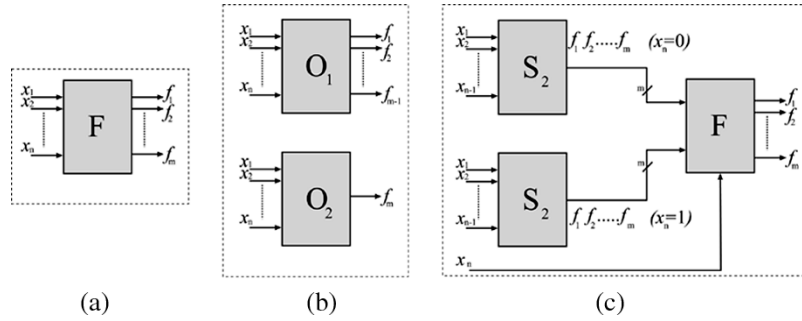 x1
x2
xn
F
f1
f2
fm
(a)
x1
x2
xn
O1
f1
f2
fm-1
x1
x2
xn
O2
fm
(b)
x1
x2
xn-1
S2
f1 f2.....fm (xn=0)
m
x1
x2
xn-1
S2
m
f1 f2.....fm (xn=1)
xn
F
f1
f2
fm
(c)